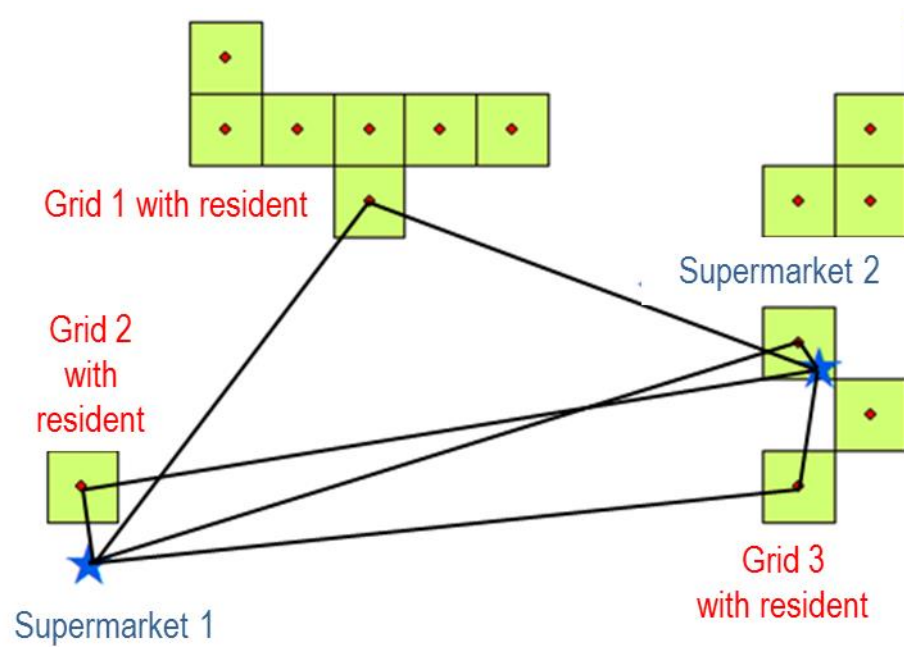 Grid 1 with resident
Supermarket 2
Grid 2
with
resident
Grid 3
with resident
Supermarket 1